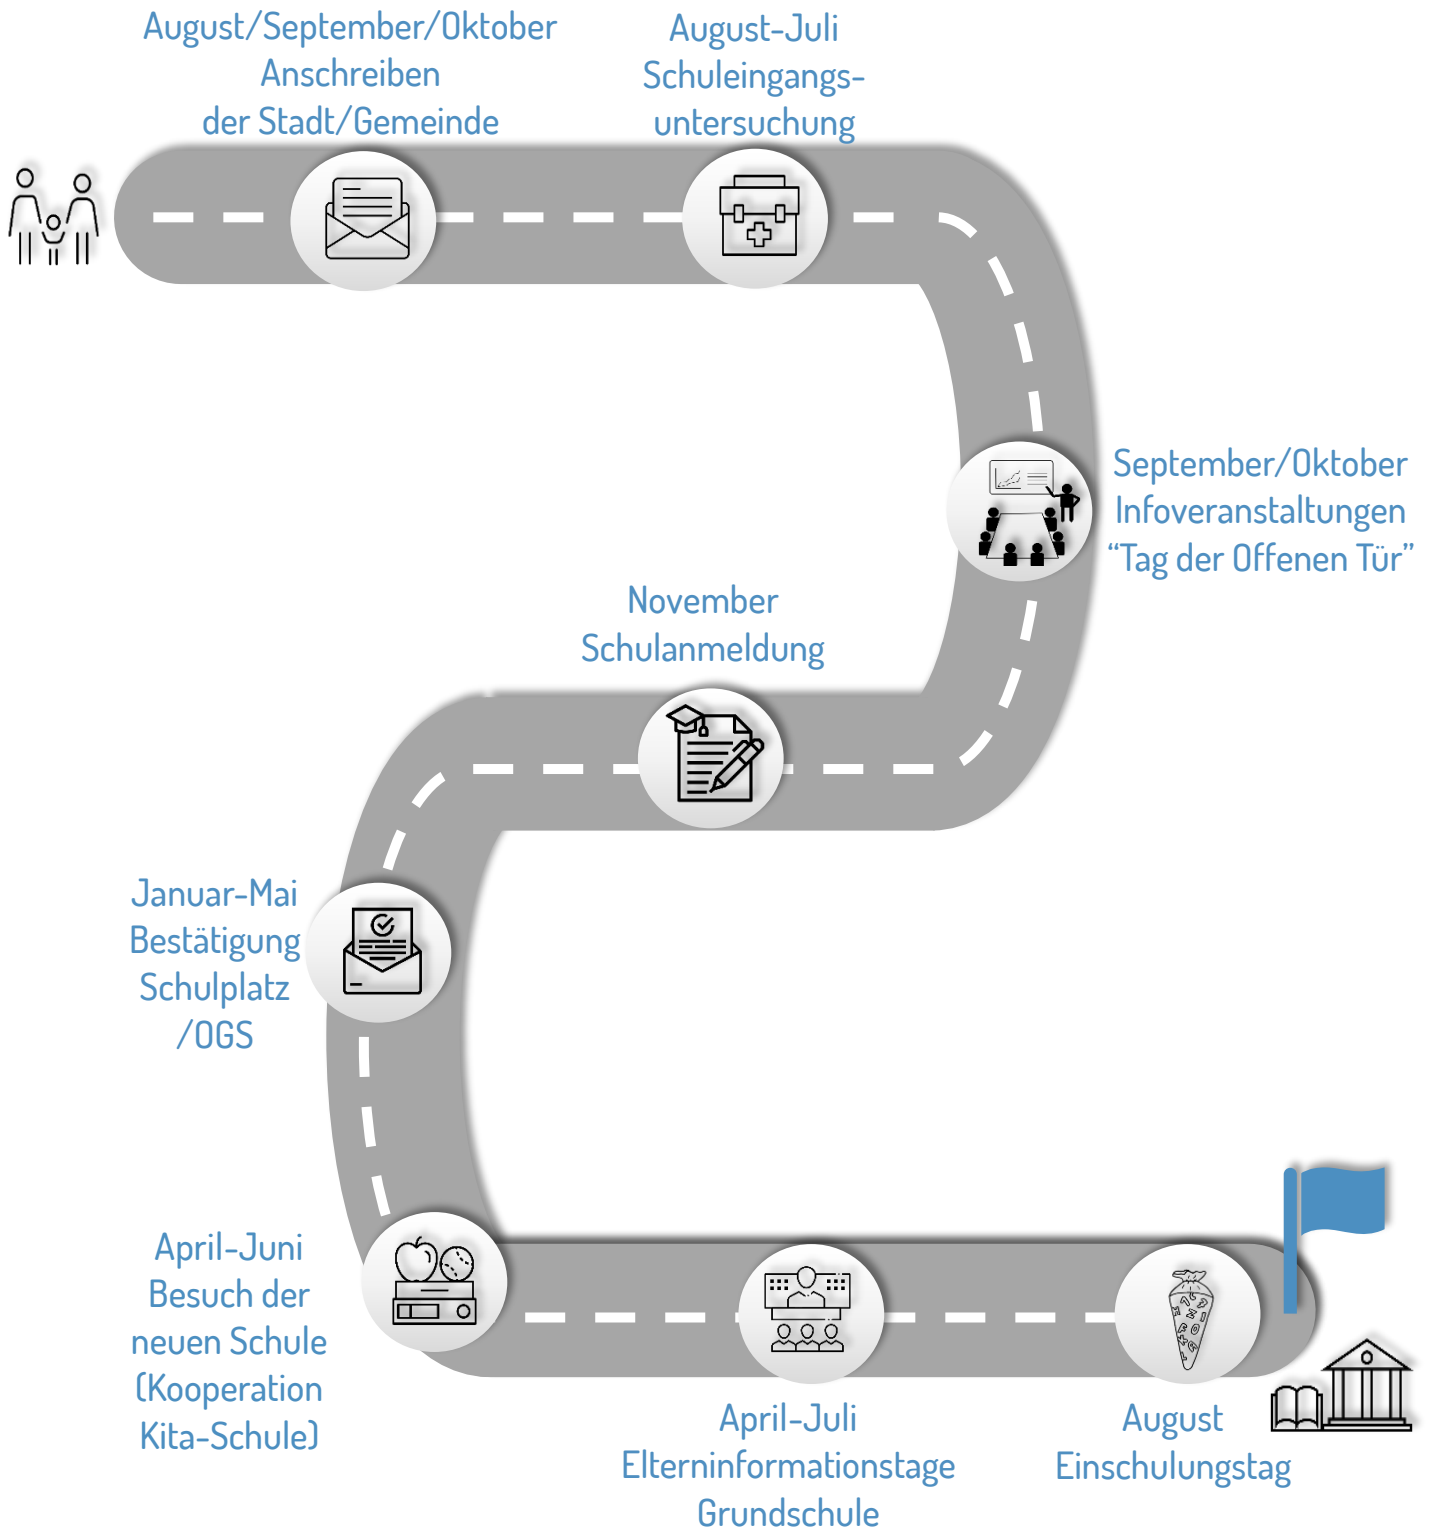 August/September/Oktober
Anschreiben
der Stadt/Gemeinde
August-Juli
Schuleingangs-
untersuchung
September/Oktober
Infoveranstaltungen
“Tag der Offenen Tür”
November
Schulanmeldung
Januar-Mai
Bestätigung
Schulplatz
/OGS
April-Juni
Besuch der
neuen Schule
(Kooperation
Kita-Schule)
April-Juli
Elterninformationstage
Grundschule
August
Einschulungstag